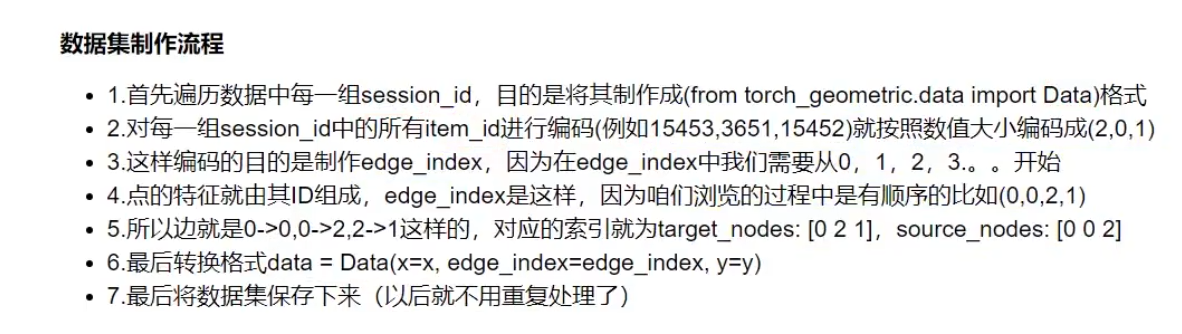 数据集制作流程
• 1.首先遍历数据中每一组session_id，目的是将其制作成(from torch_geometric.data import Data)格式
• 2.对每一组session_id中的所有item_id进行编码(例如15453,3651,15452)就按照数值大小编码成(2,0,1)
• 3.这样编码的目的是制作edge_index，因为在edge_index中我们需要从0，1，2，3.。。开始
• 4.点的特征就由其ID组成，edge_index是这样，因为咱们浏览的过程中是有顺序的比如(0,0,2,1)
• 5.所以边就是0->0,0->2,2->1这样的，对应的索引就为target_nodes: [0 2 1]，source_nodes: [0 0 2]
• 6.最后转换格式data = Data(x=x, edge_index=edge_index, y=y)
• 7.最后将数据集保存下来（以后就不用重复处理了）